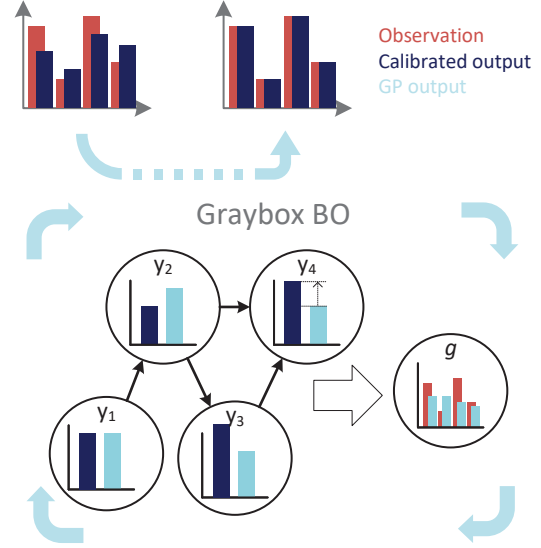 Observation
Calibrated output
GP output
Graybox BO
y2
y4
g
y1
y3